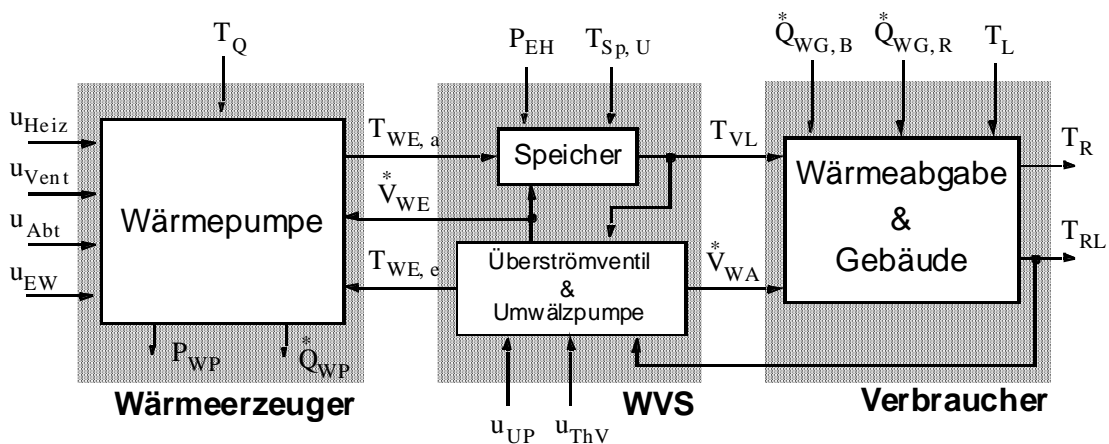 T_Q
P_EH
T_Sp, U
Q*_WG, B
Q*_WG, R
T_L
u_Heiz
u_Vent
u_Abt
u_EW
Wärmepumpe
T_WE, a
V*_WE
T_WE, e
Speicher
Überströmventil
&
Umwälzpumpe
T_VL
V*_WA
Wärmeabgabe
&
Gebäude
T_R
T_RL
P_WP
Q*_WP
Wärmeerzeuger
WVS
Verbraucher
u_UP
u_ThV